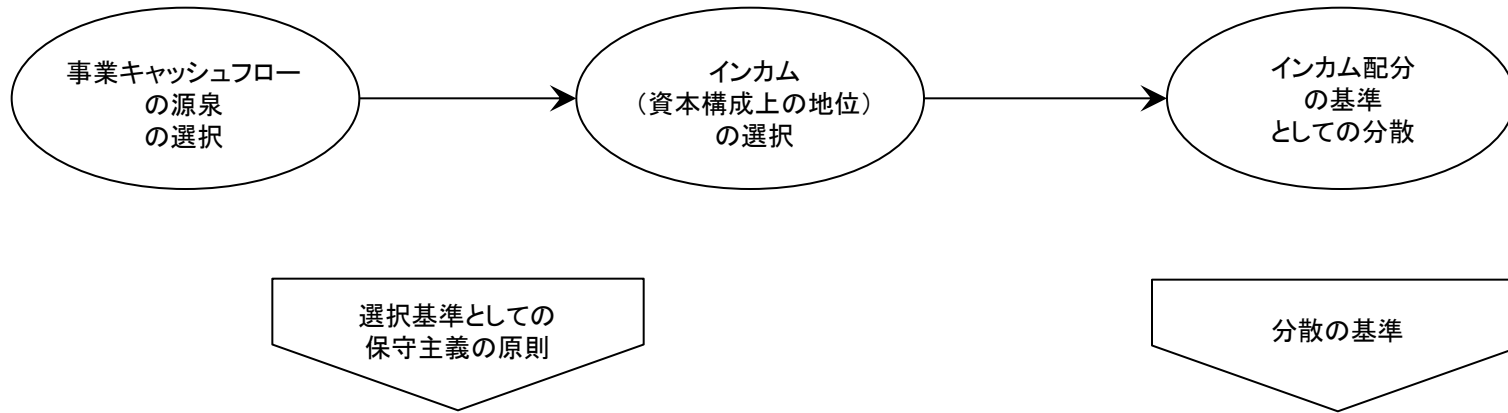 事業キャッシュフロー
の源泉
の選択
インカム
（資本構成上の地位）
の選択
インカム配分
の基準
としての分散
選択基準としての
保守主義の原則
分散の基準